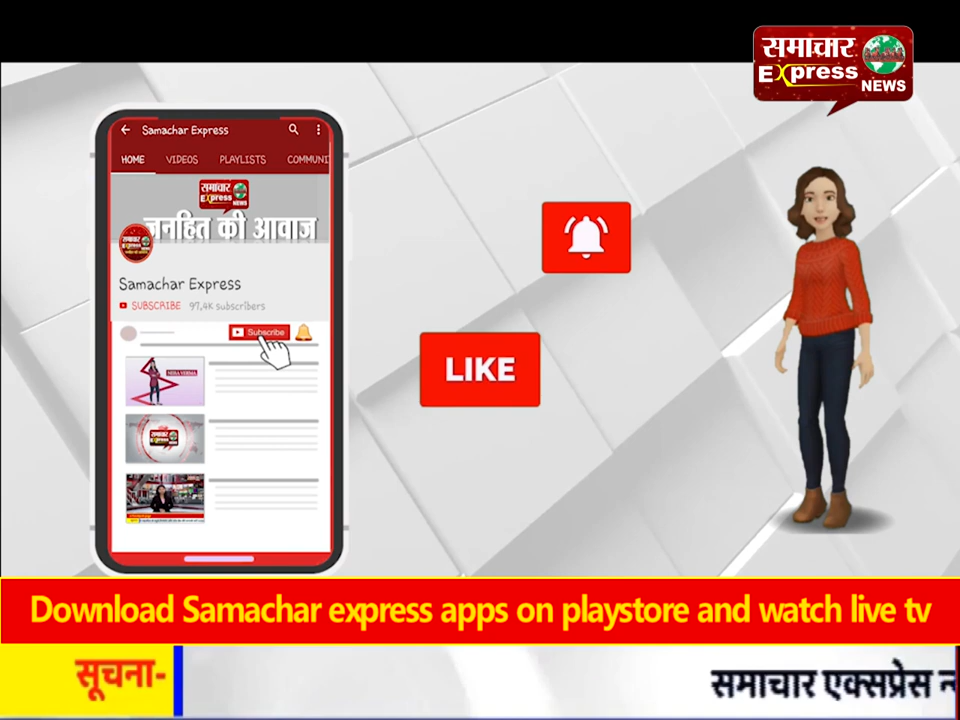 समाचार
Express
NEWS
Samachar Express
HOME VIDEOS PLAYLISTS COMMUNI
समाचार
Express
NEWS
जनहित की आवाज
Samachar Express
SUBSCRIBE 97.4K subscribers
Subscribe
LIKE
Download Samachar express apps on playstore and watch live tv
सूचना- समाचार एक्सप्रेस